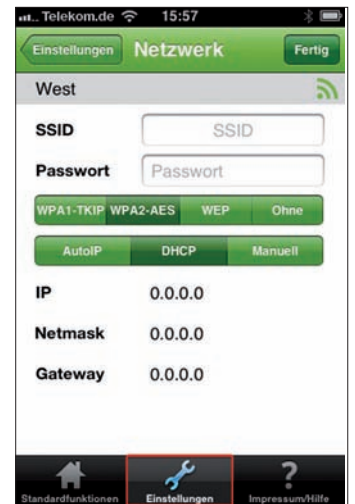 Telekom.de 15:57
Einstellungen Netzwerk Fertig
West
SSID SSID
Passwort Passwort
WPA1-TKIP WPA2-AES WEP Ohne
AutoIP DHCP Manuell
IP 0.0.0.0
Netmask 0.0.0.0
Gateway 0.0.0.0
Standardfunktionen Einstellungen Impressum/Hilfe